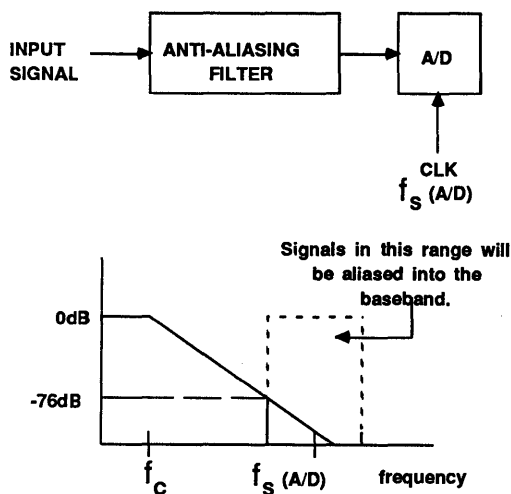 INPUT
SIGNAL
ANTI-ALIASING
FILTER
A/D
CLK
fS (A/D)
Signals in this range will
be aliased into the
baseband.
0dB
-76dB
fC
fS (A/D)
frequency